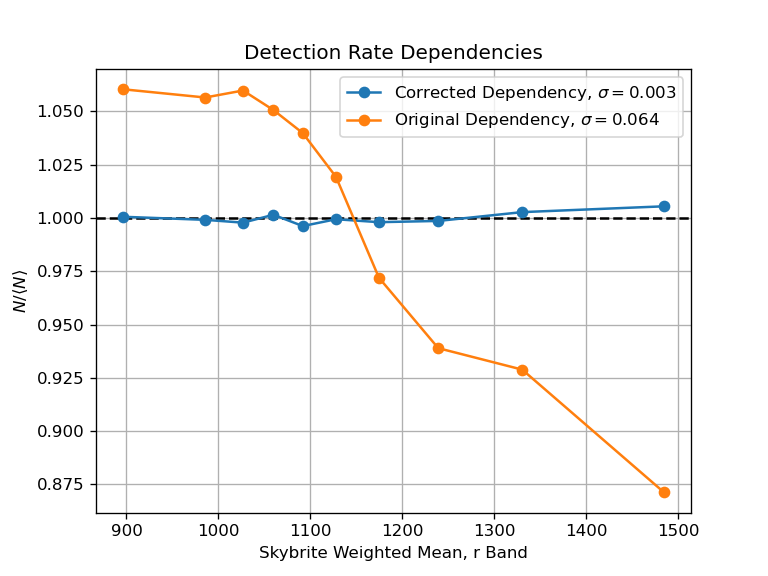 Detection Rate Dependencies
Corrected Dependency, σ = 0.003
Original Dependency, σ = 0.064
1.050
1.025
1.000
0.975
0.950
0.925
0.900
0.875
N/⟨N⟩
900 1000 1100 1200 1300 1400 1500
Skybrite Weighted Mean, r Band